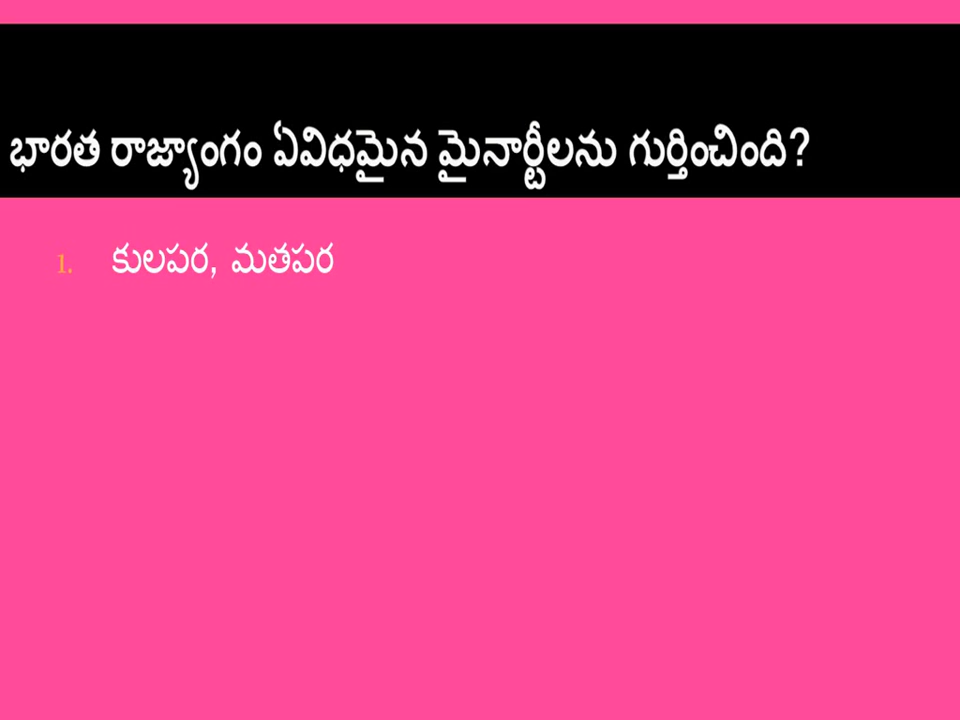 భారత రాజ్యాంగం ఏవిధమైన మైనార్టీలను గుర్తించింది?
1. కులపర, మతపర